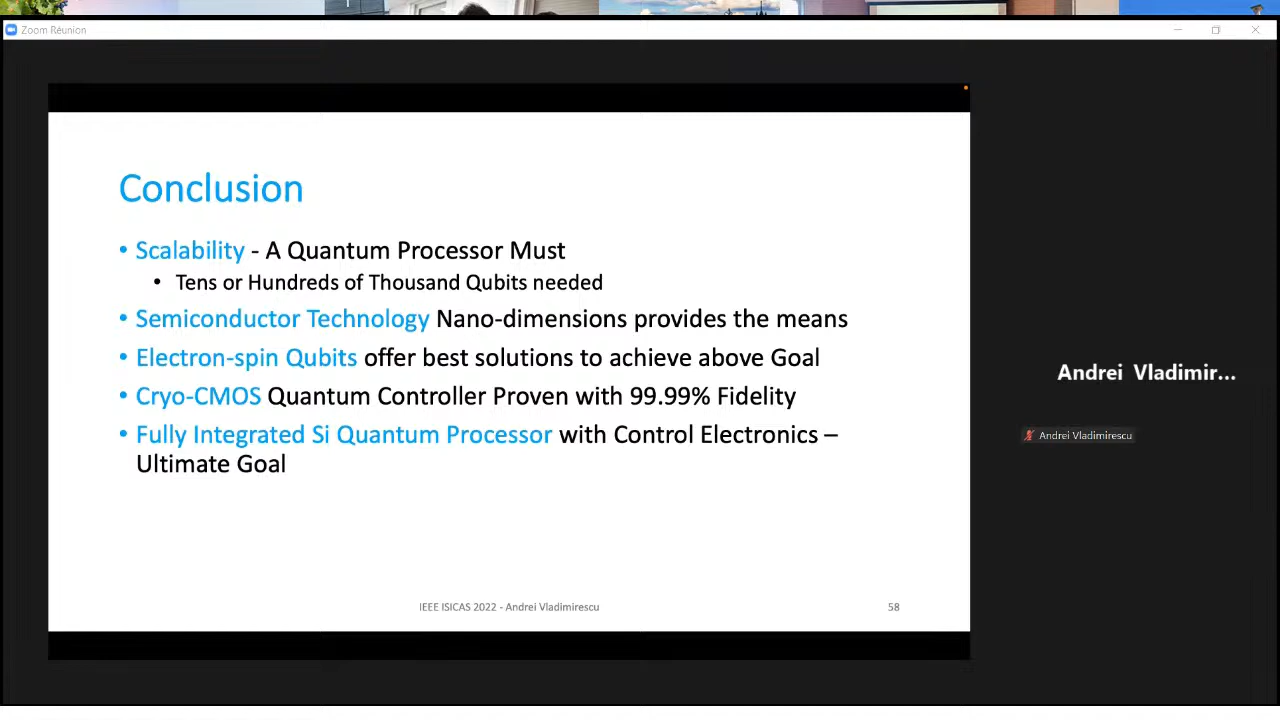 Zoom Réunion
Conclusion
• Scalability - A Quantum Processor Must
• Tens or Hundreds of Thousand Qubits needed
• Semiconductor Technology Nano-dimensions provides the means
• Electron-spin Qubits offer best solutions to achieve above Goal
• Cryo-CMOS Quantum Controller Proven with 99.99% Fidelity
• Fully Integrated Si Quantum Processor with Control Electronics –
Ultimate Goal
IEEE ISICAS 2022 - Andrei Vladimirescu
58
Andrei Vladimir...
Andrei Vladimirescu